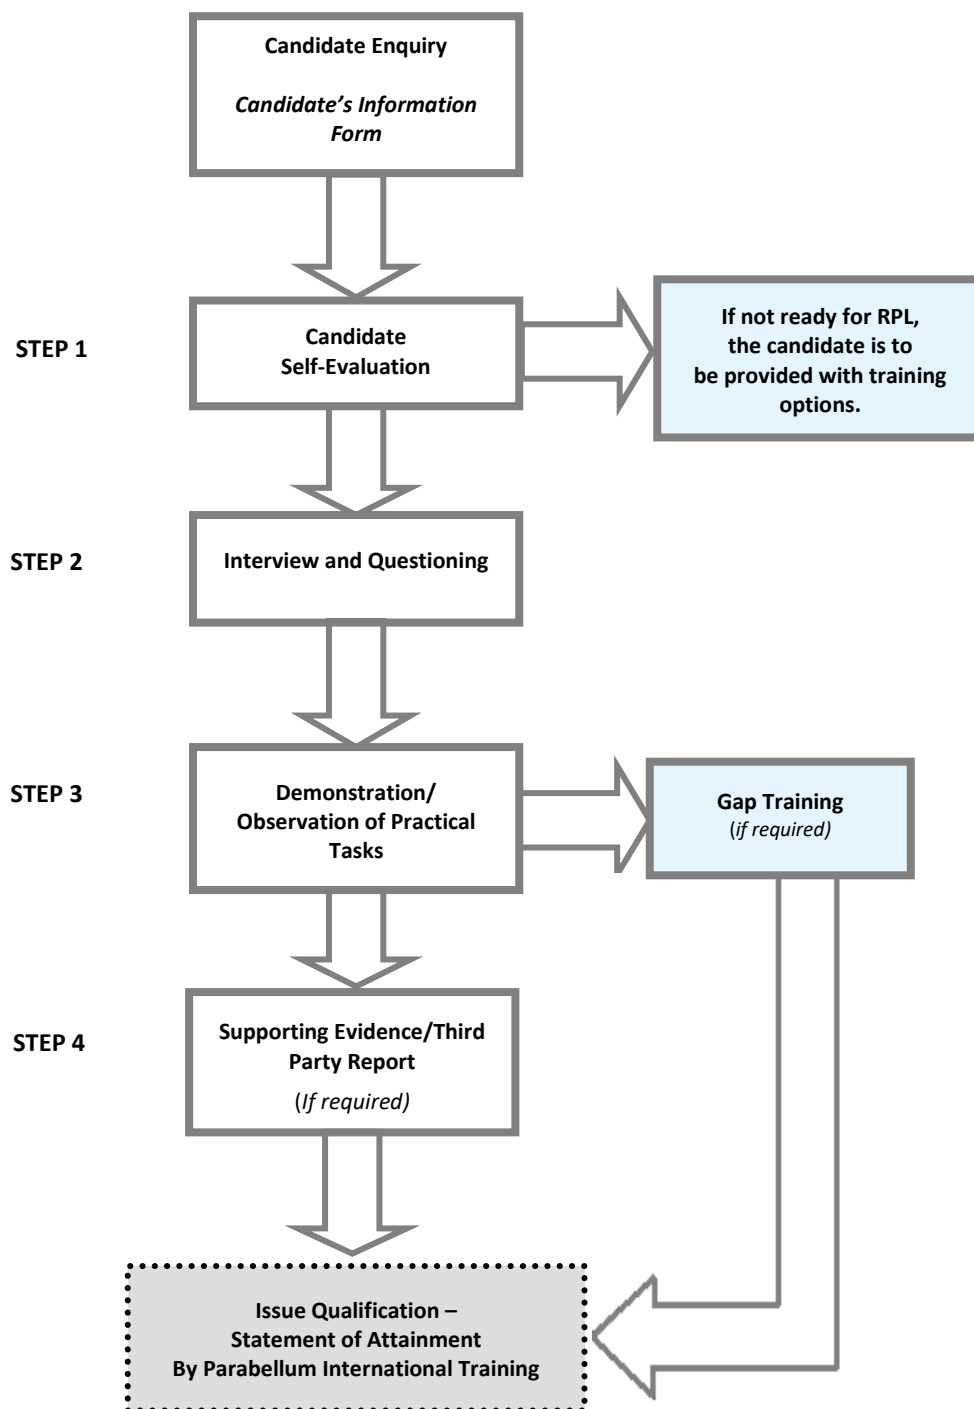 Candidate Enquiry
Candidate’s Information
Form
STEP 1
Candidate
Self-Evaluation
If not ready for RPL,
the candidate is to
be provided with training
options.
STEP 2
Interview and Questioning
STEP 3
Demonstration/
Observation of Practical
Tasks
Gap Training
(if required)
STEP 4
Supporting Evidence/Third
Party Report
(If required)
Issue Qualification –
Statement of Attainment
By Parabellum International Training